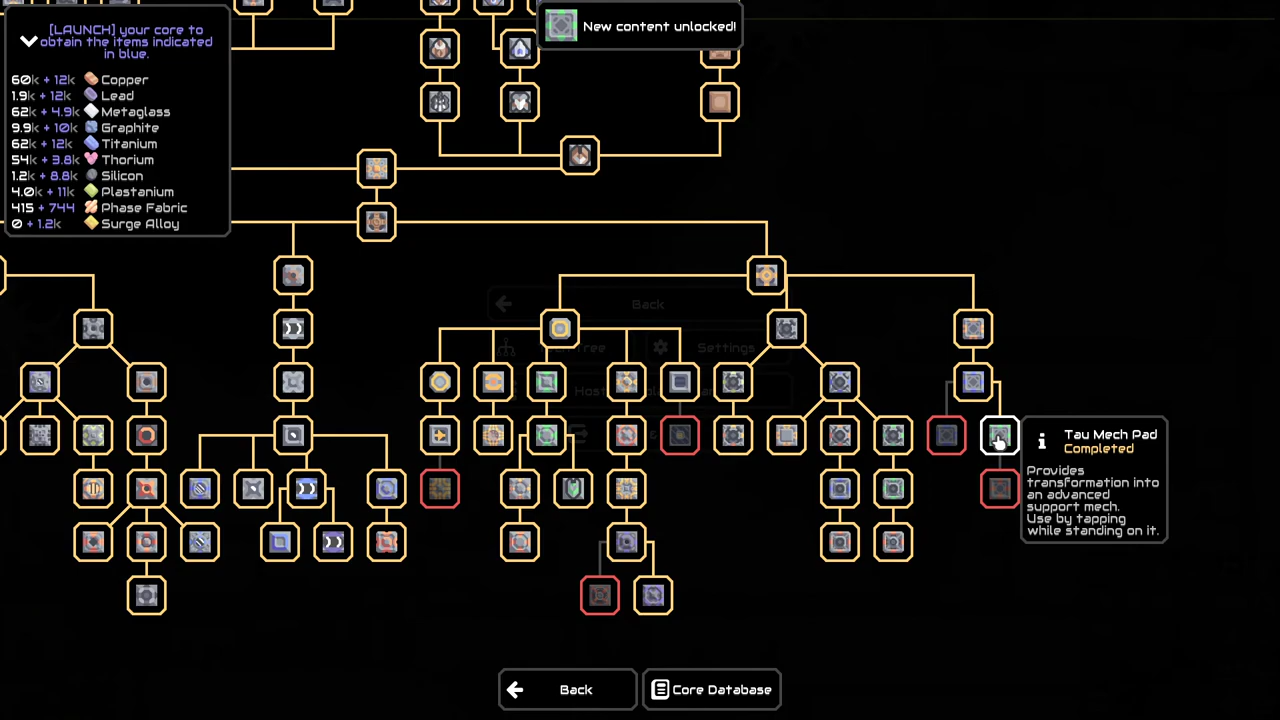 New content unlocked!
[LAUNCH] your core to
obtain the items indicated
in blue.
60k + 12k Copper
1.9k + 12k Lead
62k + 4.9k Metaglass
9.9k + 10k Graphite
62k + 12k Titanium
54k + 3.8k Thorium
1.2k + 8.8k Silicon
4.0k + 11k Plastanium
415 + 744 Phase Fabric
0 + 1.2k Surge Alloy
Back
Settings
Tau Mech Pad
Completed
Provides
transformation into
an advanced
support mech.
Use by tapping
while standing on it.
Back
Core Database